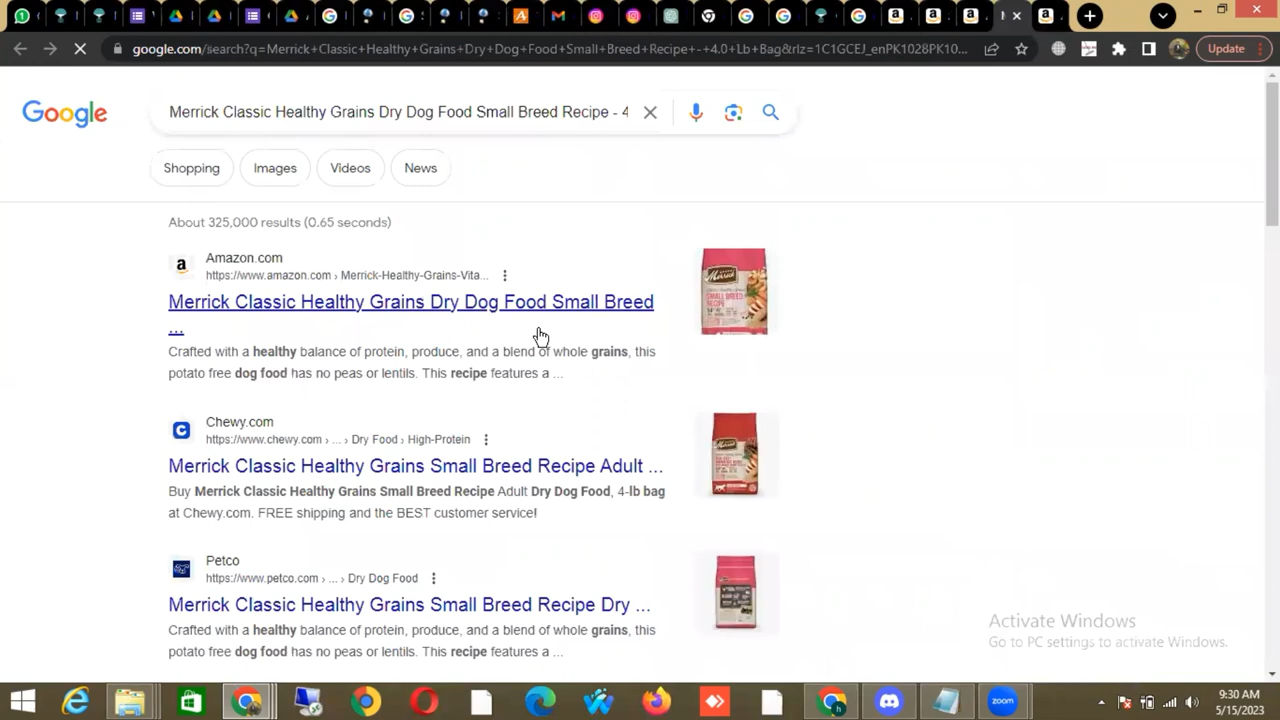 google.com/search?q=Merrick+Classic+Healthy+Grains+Dry+Dog+Food+Small+Breed+Recipe+-+4.0+Lb+Bag&rlz=1C1GCEJ_enPK1028PK10...
Update
Google
Merrick Classic Healthy Grains Dry Dog Food Small Breed Recipe - 4
Shopping
Images
Videos
News
About 325,000 results (0.65 seconds)
Amazon.com
https://www.amazon.com › Merrick-Healthy-Grains-Vita...
Merrick Classic Healthy Grains Dry Dog Food Small Breed
...
Crafted with a healthy balance of protein, produce, and a blend of whole grains, this
potato free dog food has no peas or lentils. This recipe features a ...
Merrick
SMALL BREED
RECIPE
Chewy.com
https://www.chewy.com › ... › Dry Food › High-Protein
Merrick Classic Healthy Grains Small Breed Recipe Adult ...
Buy Merrick Classic Healthy Grains Small Breed Recipe Adult Dry Dog Food, 4-lb bag
at Chewy.com. FREE shipping and the BEST customer service!
Merrick
Petco
https://www.petco.com › ... › Dry Dog Food
Merrick Classic Healthy Grains Small Breed Recipe Dry ...
Crafted with a healthy balance of protein, produce, and a blend of whole grains, this
potato free dog food has no peas or lentils. This recipe features a ...
Activate Windows
Go to PC settings to activate Windows.
zoom
9:30 AM
5/15/2023